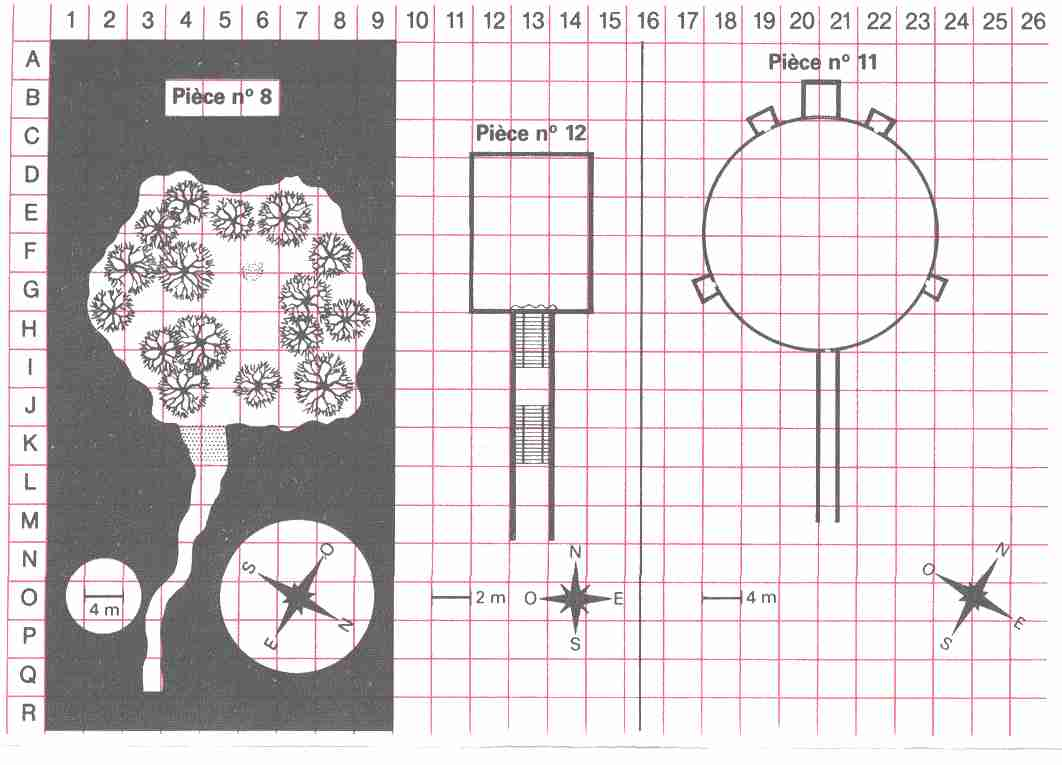 1 2 3 4 5 6 7 8 9 10 11 12 13 14 15 16 17 18 19 20 21 22 23 24 25 26
A
B
C
D
E
F
G
H
I
J
K
L
M
N
O
P
Q
R
Pièce nº 8
4 m
S O
E N
Pièce nº 12
2 m
N
O E
S
Pièce nº 11
4 m
N
O
E
S